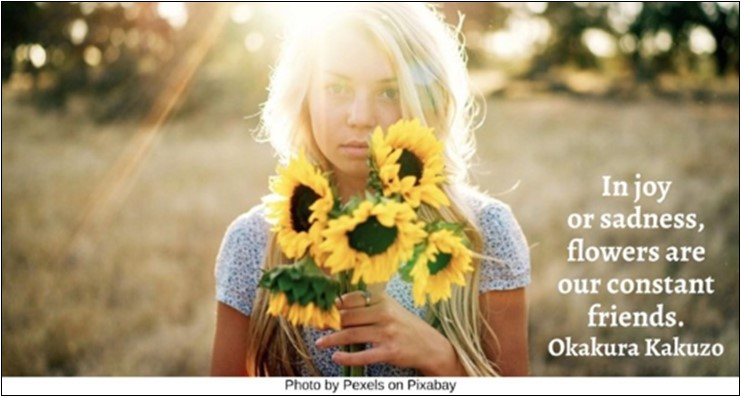 In joy
or sadness,
flowers are
our constant
friends.
Okakura Kakuzo
Photo by Pexels on Pixabay